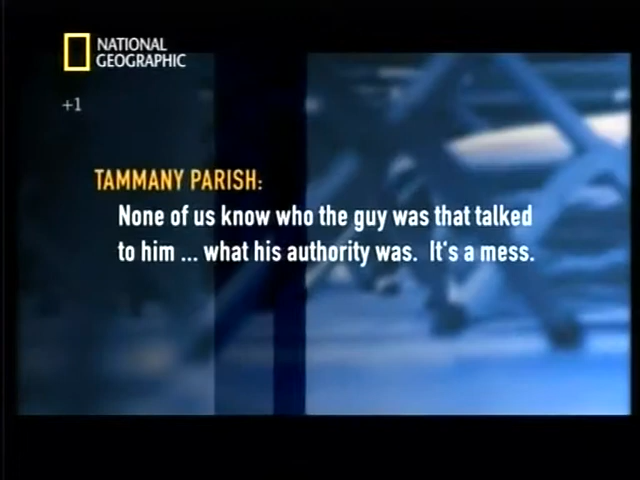 NATIONAL
GEOGRAPHIC
+1
TAMMANY PARISH:
None of us know who the guy was that talked
to him ... what his authority was. It's a mess.